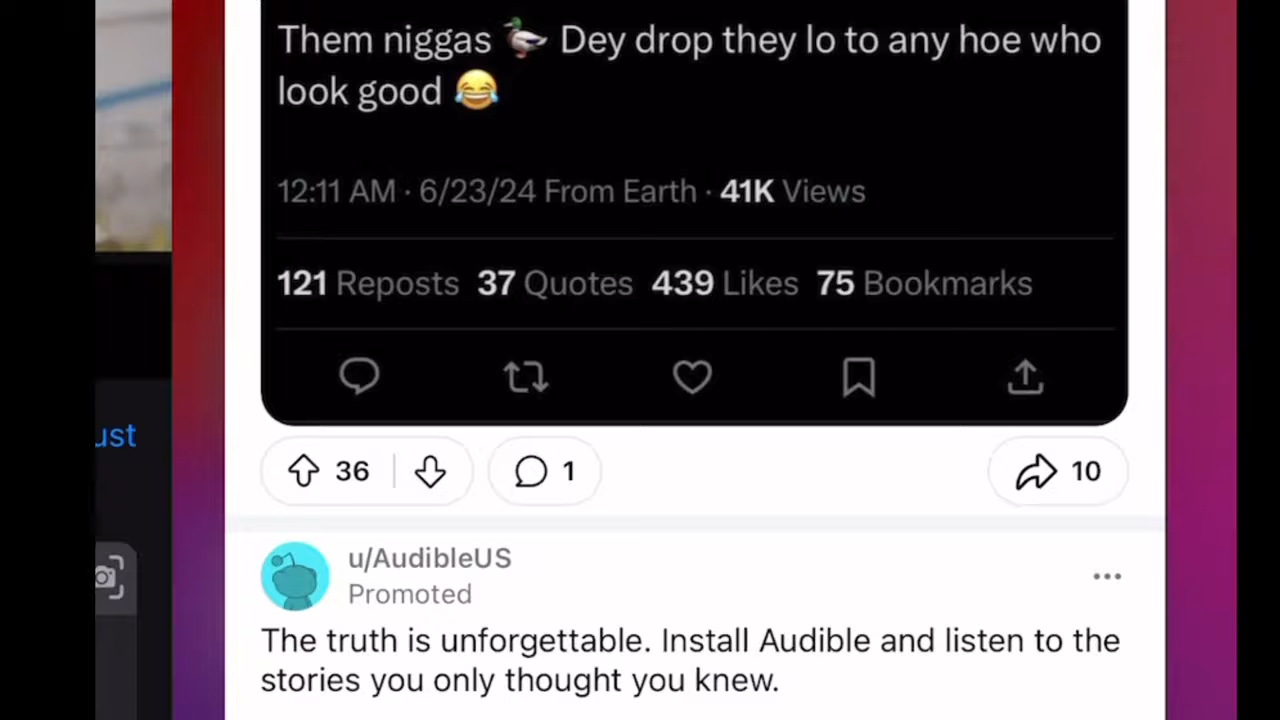 Them niggas 🦆 Dey drop they lo to any hoe who
look good 😂
12:11 AM · 6/23/24 From Earth · 41K Views
121 Reposts 37 Quotes 439 Likes 75 Bookmarks
ust
36 1 10
u/AudibleUS
Promoted
The truth is unforgettable. Install Audible and listen to the
stories you only thought you knew.